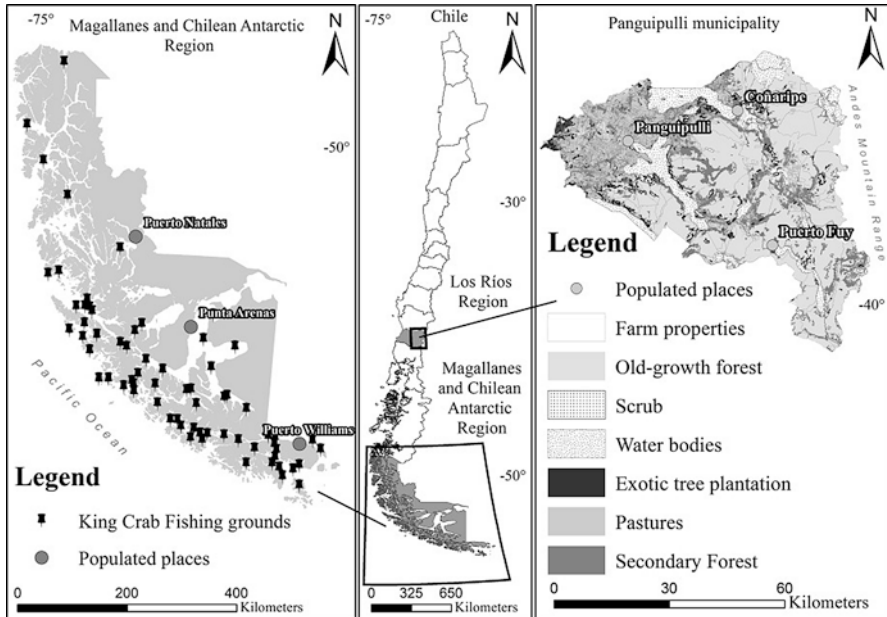 -75°
Magallanes and Chilean Antarctic
Region
N
-50°
Puerto Natales
Punta Arenas
Puerto Williams
Pacific Ocean
Legend
King Crab Fishing grounds
Populated places
0 200 400
Kilometers
Chile
-75°
N
-30°
Los Ríos
Region
Magallanes
and Chilean
Antarctic
Region
-50°
0 325 650
Kilometers
Panguipulli municipality
N
Coñaripe
Panguipulli
Puerto Fuy
Andes Mountain Range
-40°
Legend
Populated places
Farm properties
Old-growth forest
Scrub
Water bodies
Exotic tree plantation
Pastures
Secondary Forest
0 30 60
Kilometers